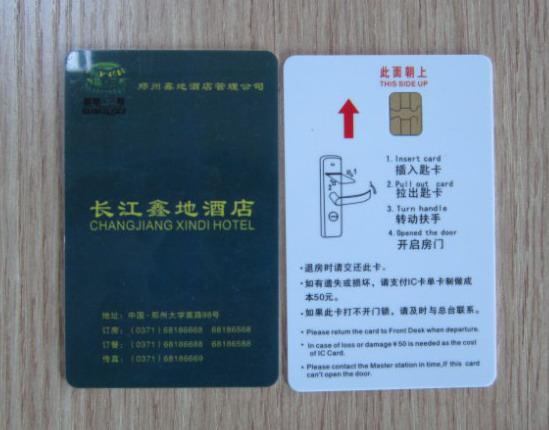 郑州鑫地酒店管理公司
长江鑫地酒店
CHANGJIANG XINDI HOTEL
地址：中国·郑州大学南路98号
订房：(0371) 68186668 68186568
订餐：(0371) 68186688 68186588
传真：(0371) 68186669
此面朝上
THIS SIDE UP
1. Insert card
插入匙卡
2. Pull out card
拉出匙卡
3. Turn handle
转动扶手
4. Opened the door
开启房门
·退房时请交还此卡。
·如有遗失或损坏，请支付IC卡单卡制做成
本50元。
·如果此卡打不开门锁，请及时与总台联系。
·Please return the card to Front Desk when departure.
·In case of loss or damage ¥50 is needed as the cost
of IC Card.
·Please contact the Master station in time,If this card
can't open the door.